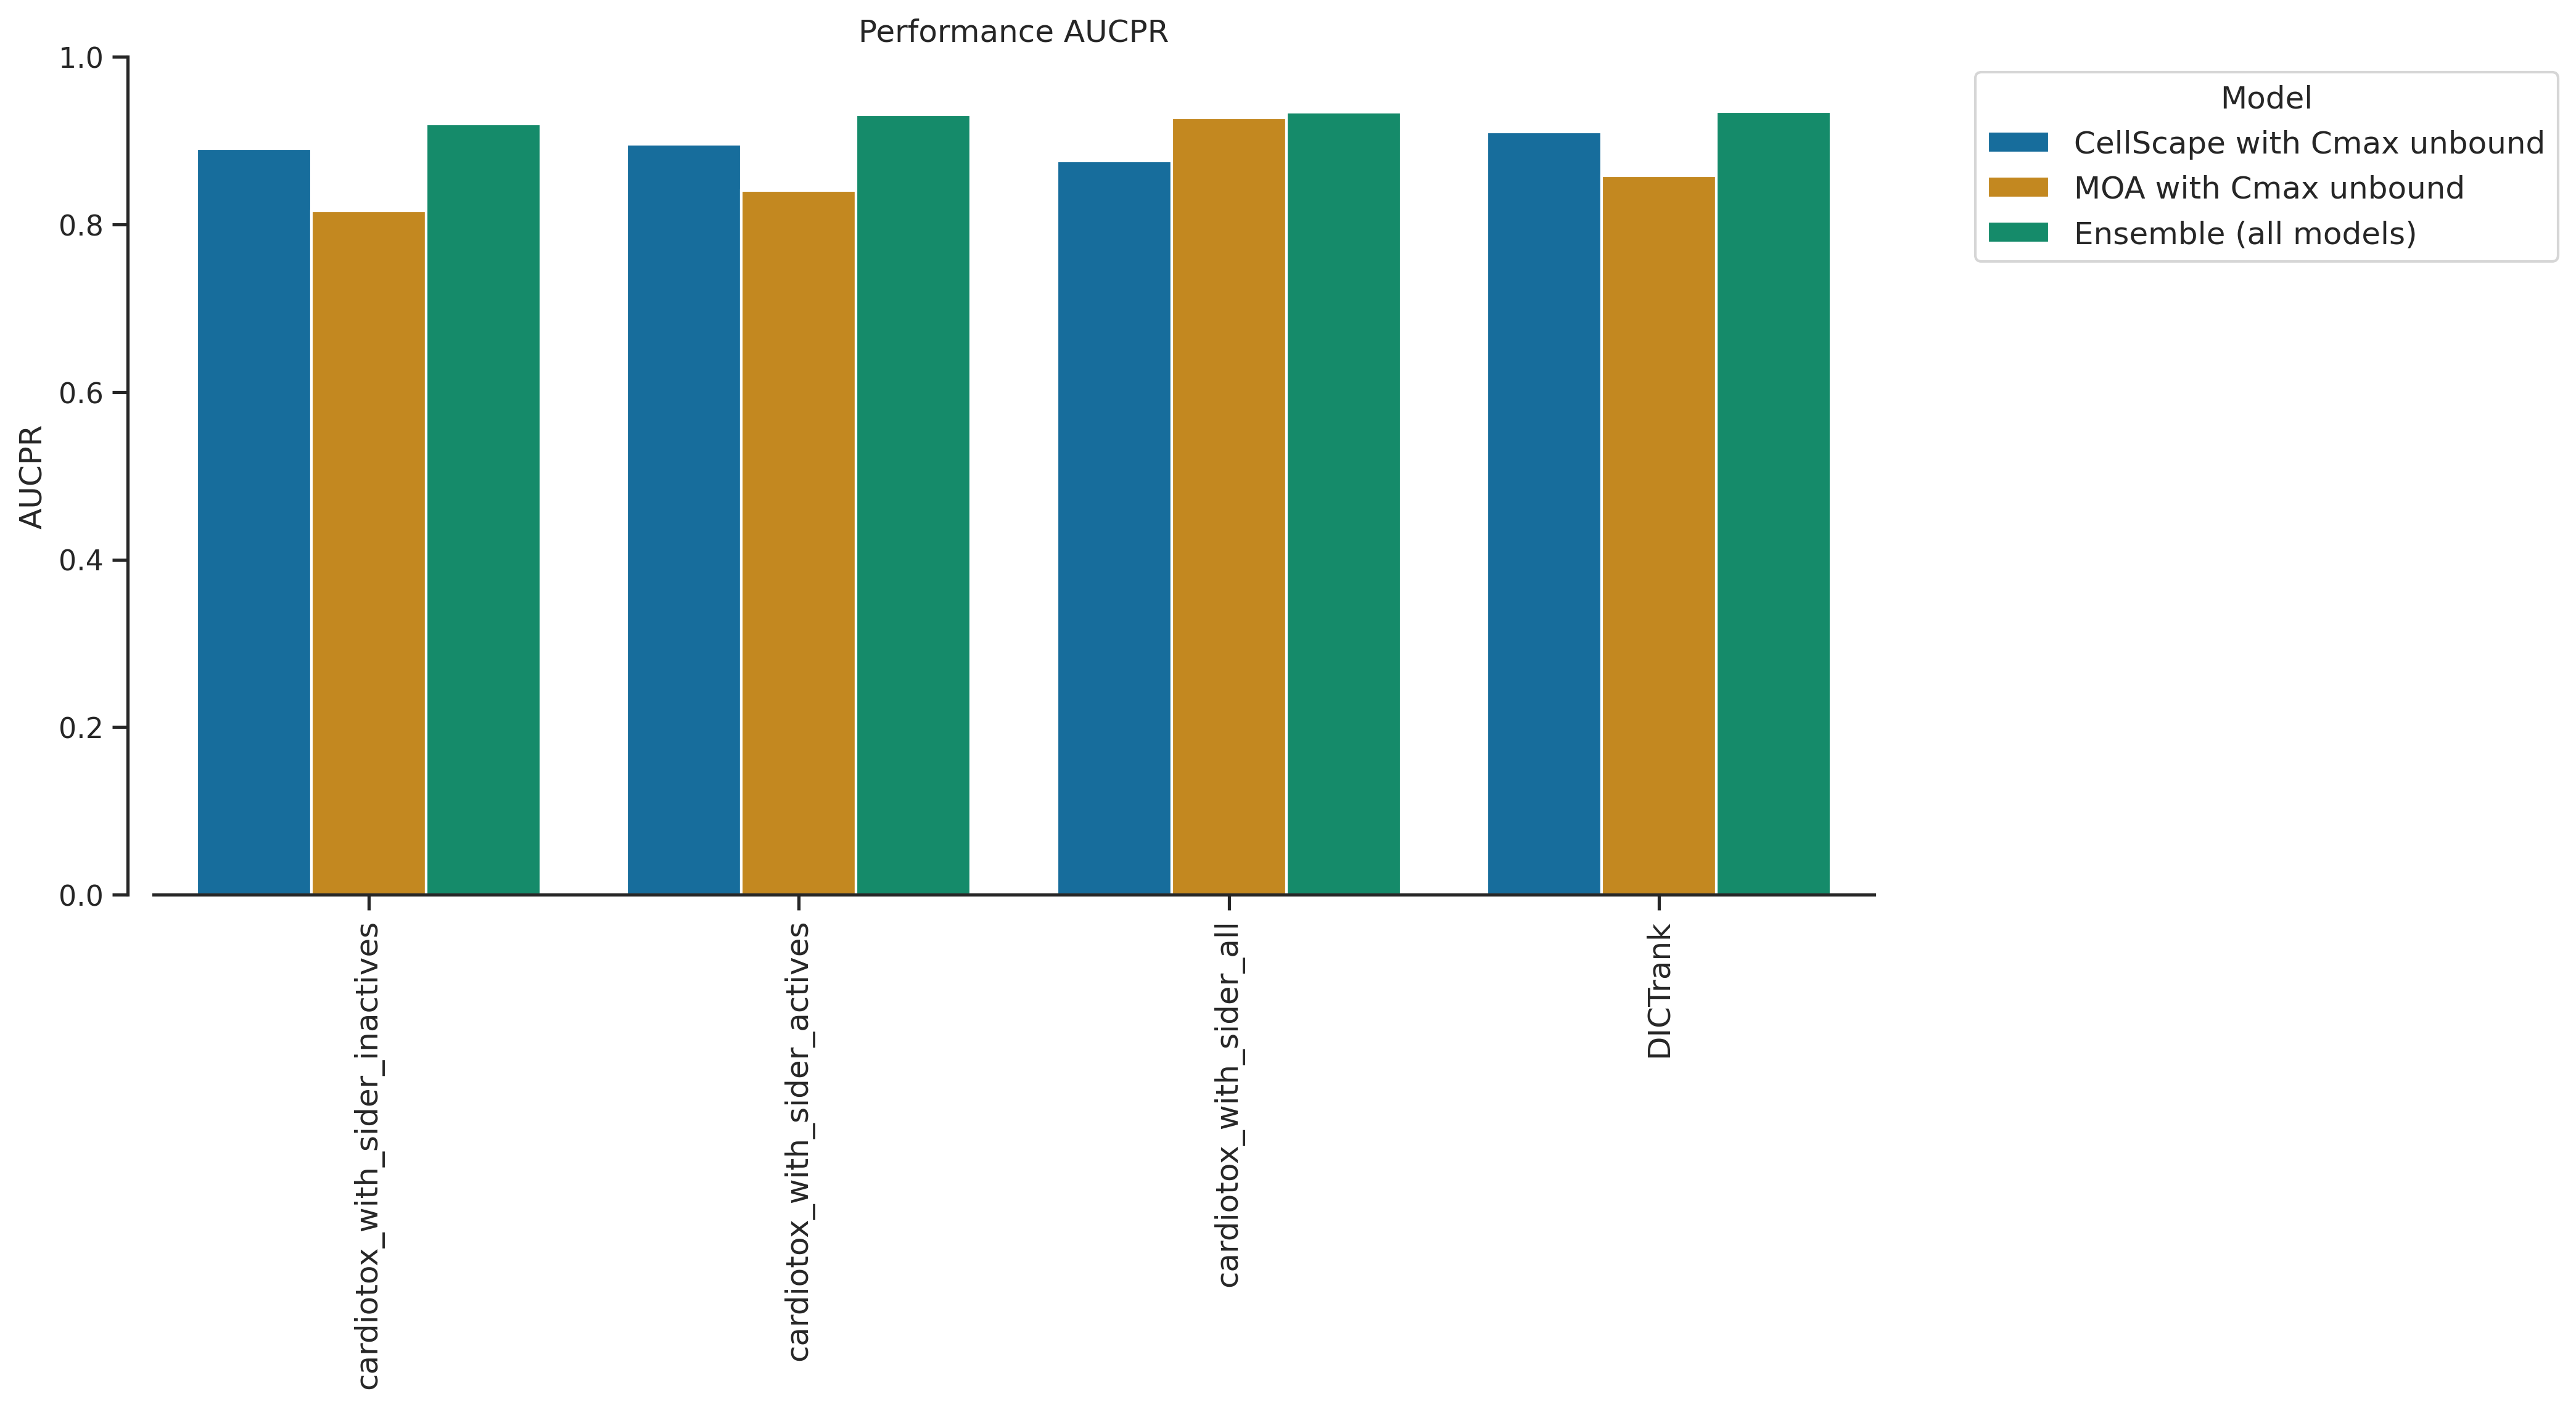 Performance AUCPR
1.0
0.8
0.6
0.4
0.2
0.0
AUCPR
cardiotox_with_sider_inactives
cardiotox_with_sider_actives
cardiotox_with_sider_all
DICTrank
Model
CellScape with Cmax unbound
MOA with Cmax unbound
Ensemble (all models)